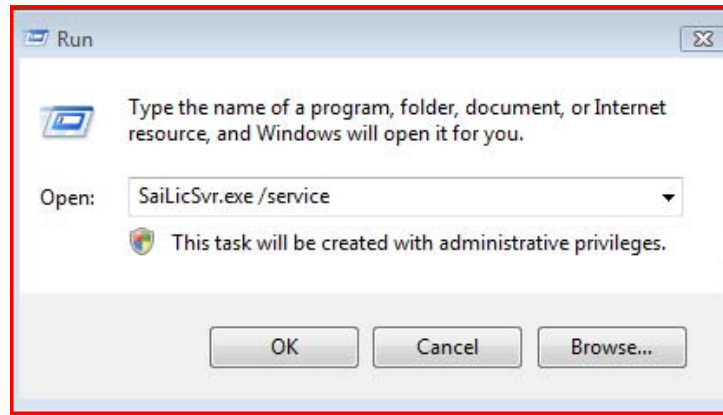 Run
Type the name of a program, folder, document, or Internet
resource, and Windows will open it for you.
Open:
SaiLicSvr.exe /service
This task will be created with administrative privileges.
OK
Cancel
Browse...